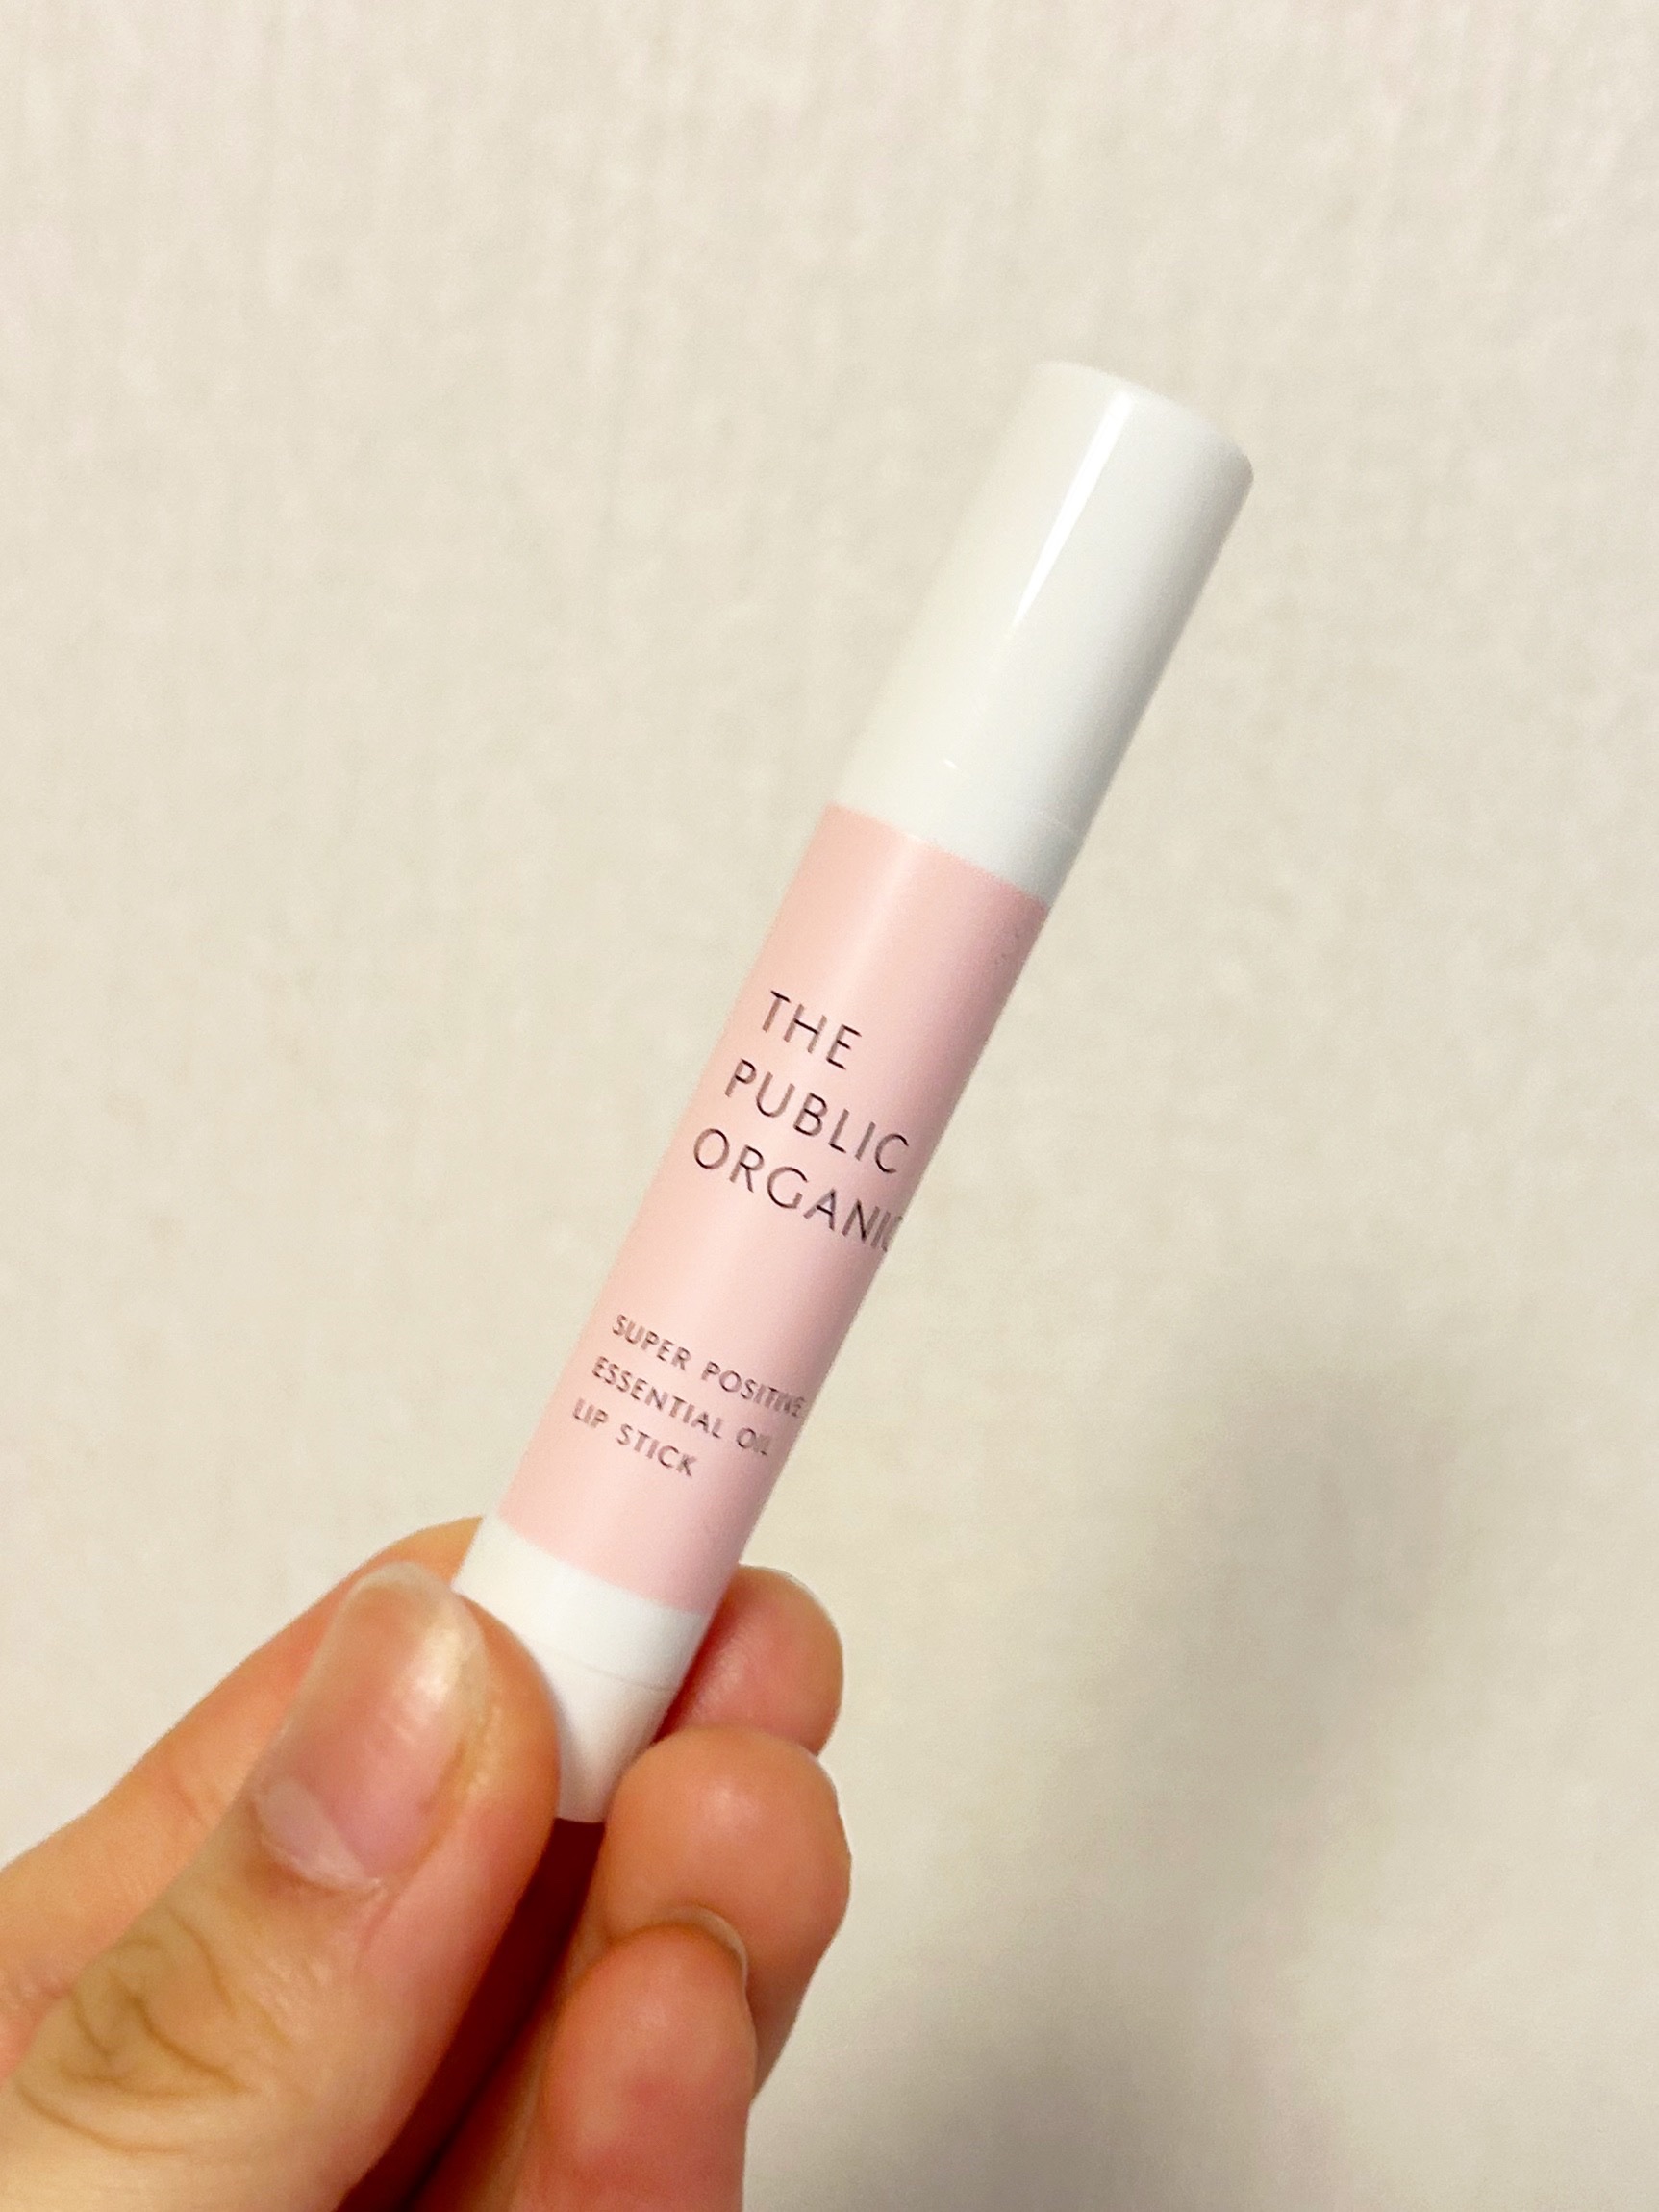 THE
PUBLIC
ORGANIC
SUPER POSITIVE
ESSENTIAL OIL
LIP STICK